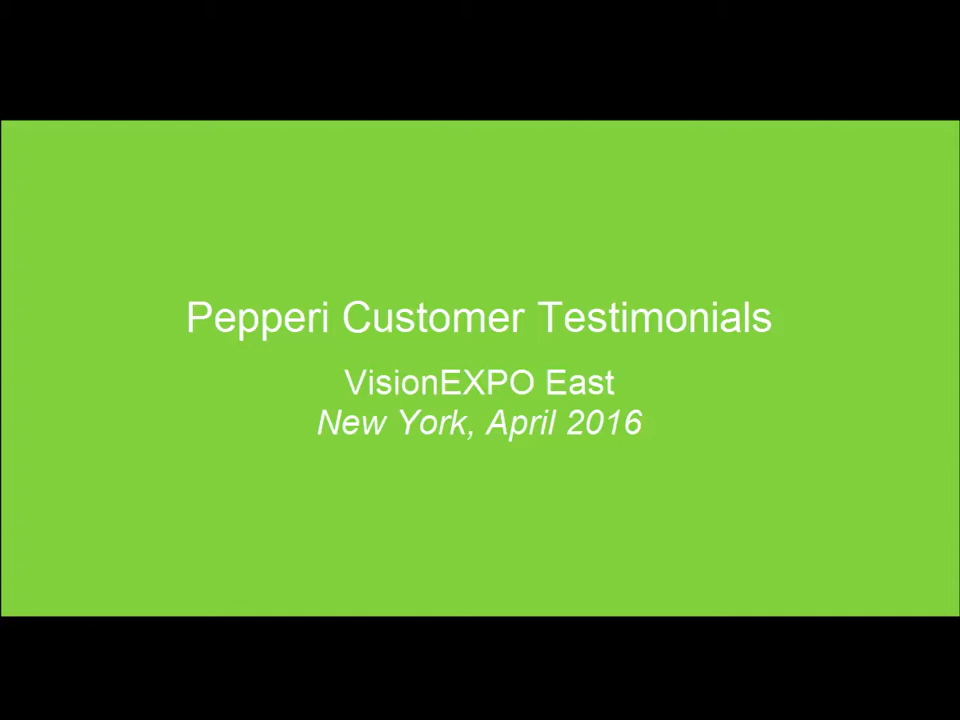 Pepperi Customer Testimonials
VisionEXPO East
New York, April 2016